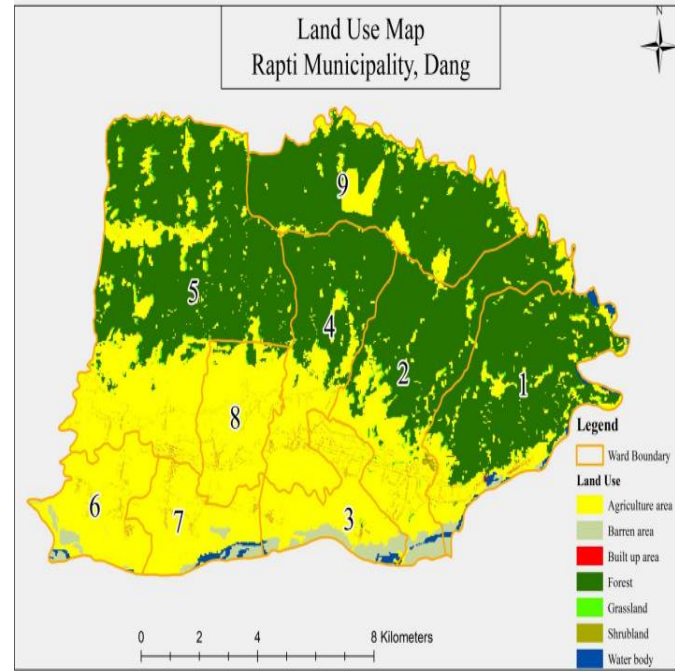 Land Use Map
Rapti Municipality, Dang
N
9
5
4
2
1
8
6
7
3
Legend
Ward Boundary
Land Use
Agriculture area
Barren area
Built up area
Forest
Grassland
Shrubland
Water body
0 2 4 8 Kilometers